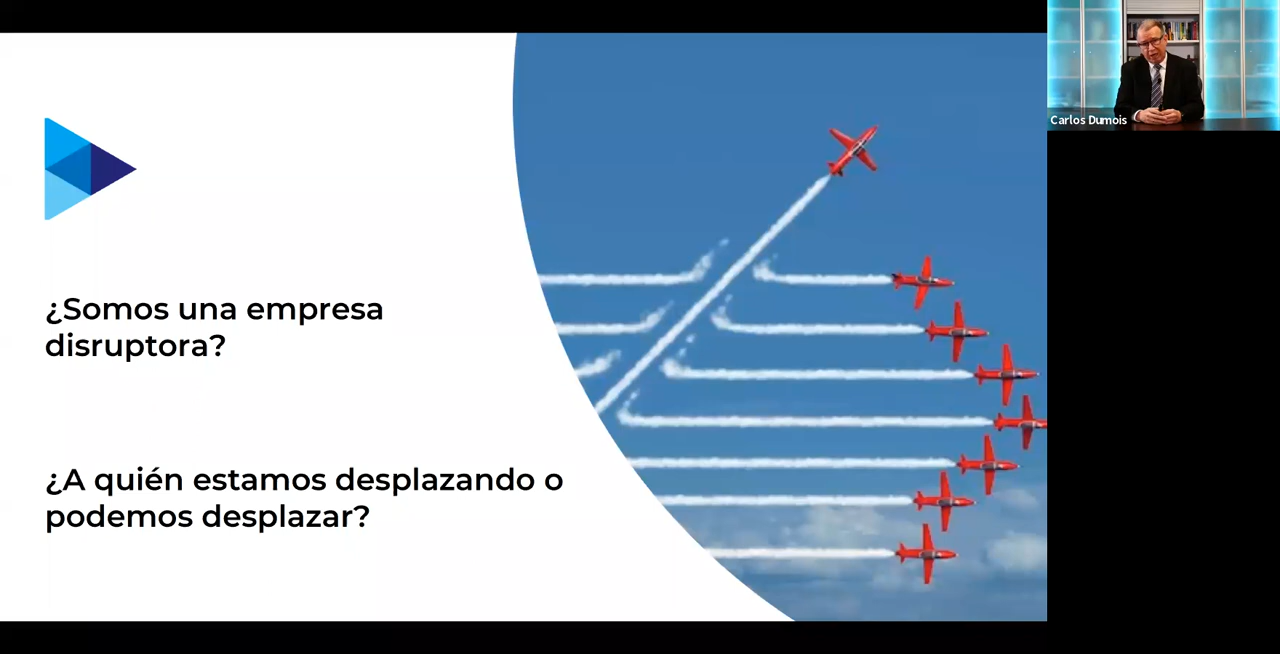 ¿Somos una empresa
disruptora?
¿A quién estamos desplazando o
podemos desplazar?
Carlos Dumois